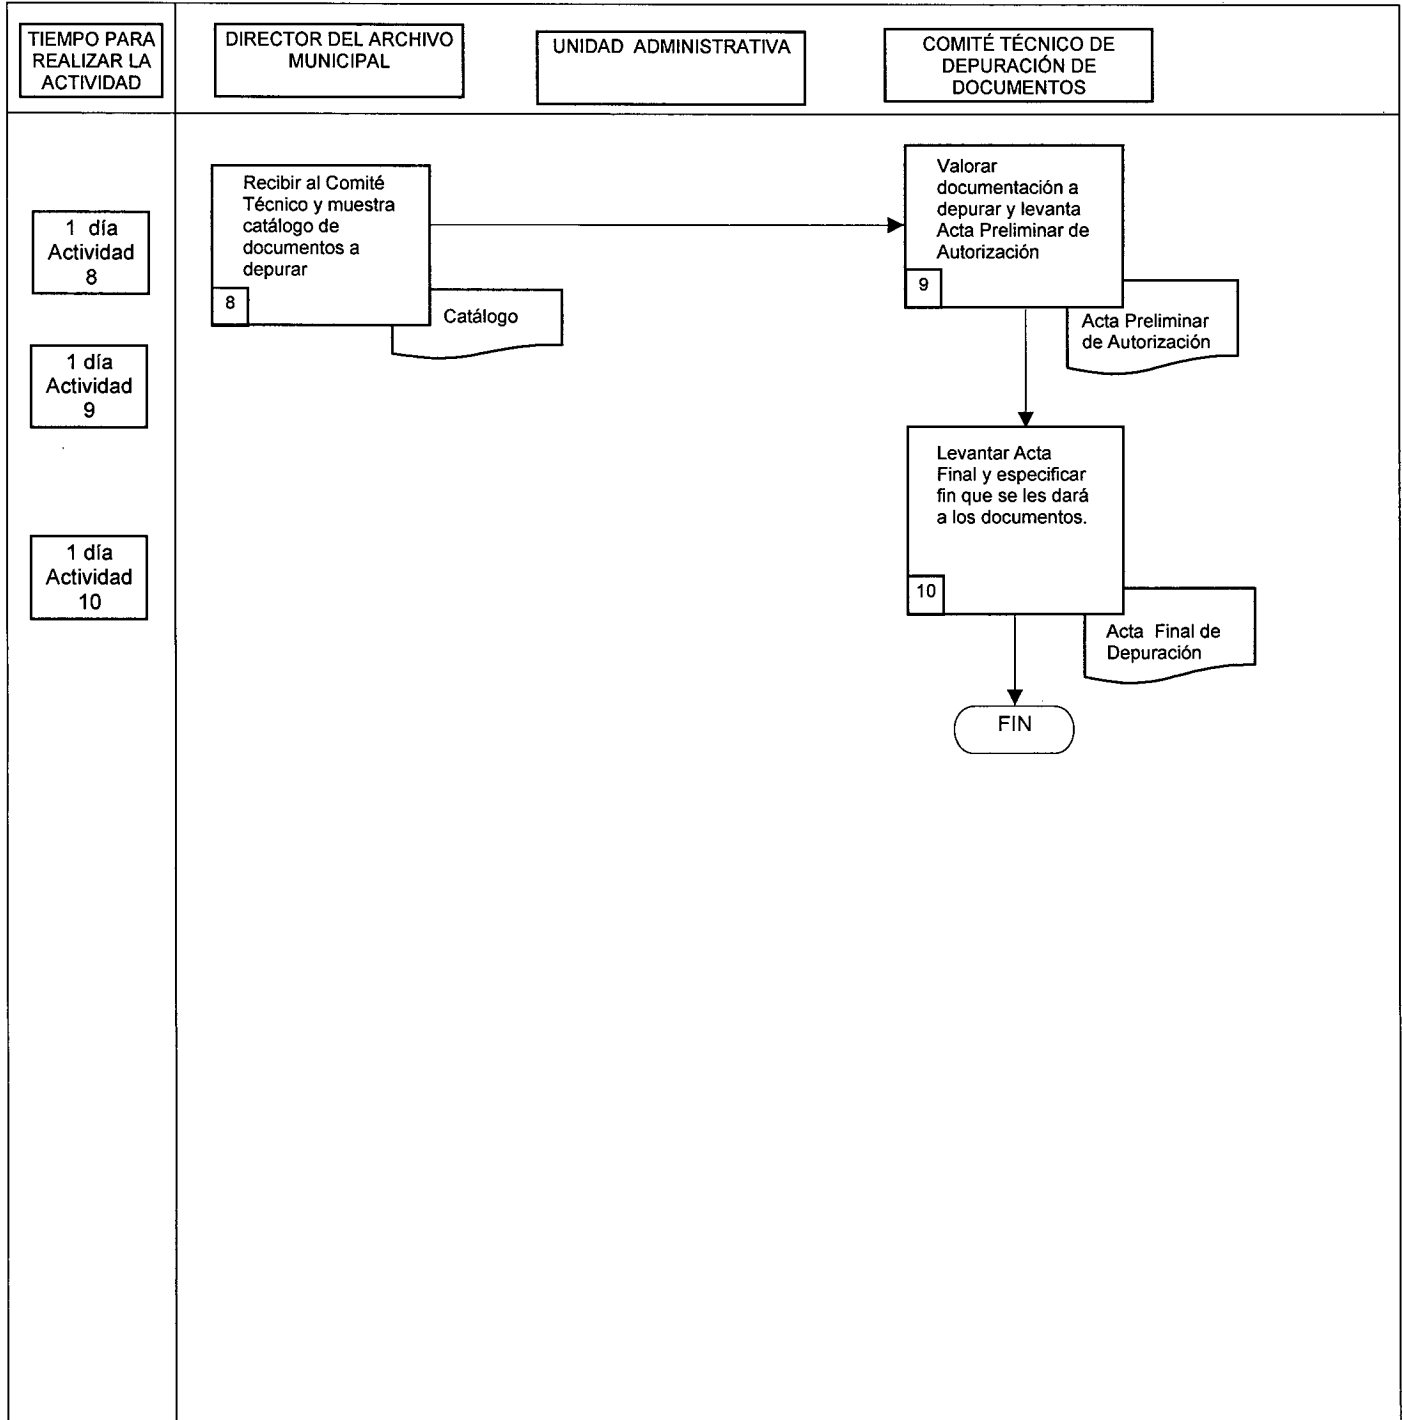 TIEMPO PARA
REALIZAR LA
ACTIVIDAD
DIRECTOR DEL ARCHIVO
MUNICIPAL
UNIDAD ADMINISTRATIVA
COMITÉ TÉCNICO DE
DEPURACIÓN DE
DOCUMENTOS
1 día
Actividad
8
Recibir al Comité
Técnico y muestra
catálogo de
documentos a
depurar
8
Catálogo
Valorar
documentación a
depurar y levanta
Acta Preliminar de
Autorización
9
Acta Preliminar
de Autorización
1 día
Actividad
9
Levantar Acta
Final y especificar
fin que se les dará
a los documentos.
10
1 día
Actividad
10
Acta Final de
Depuración
FIN